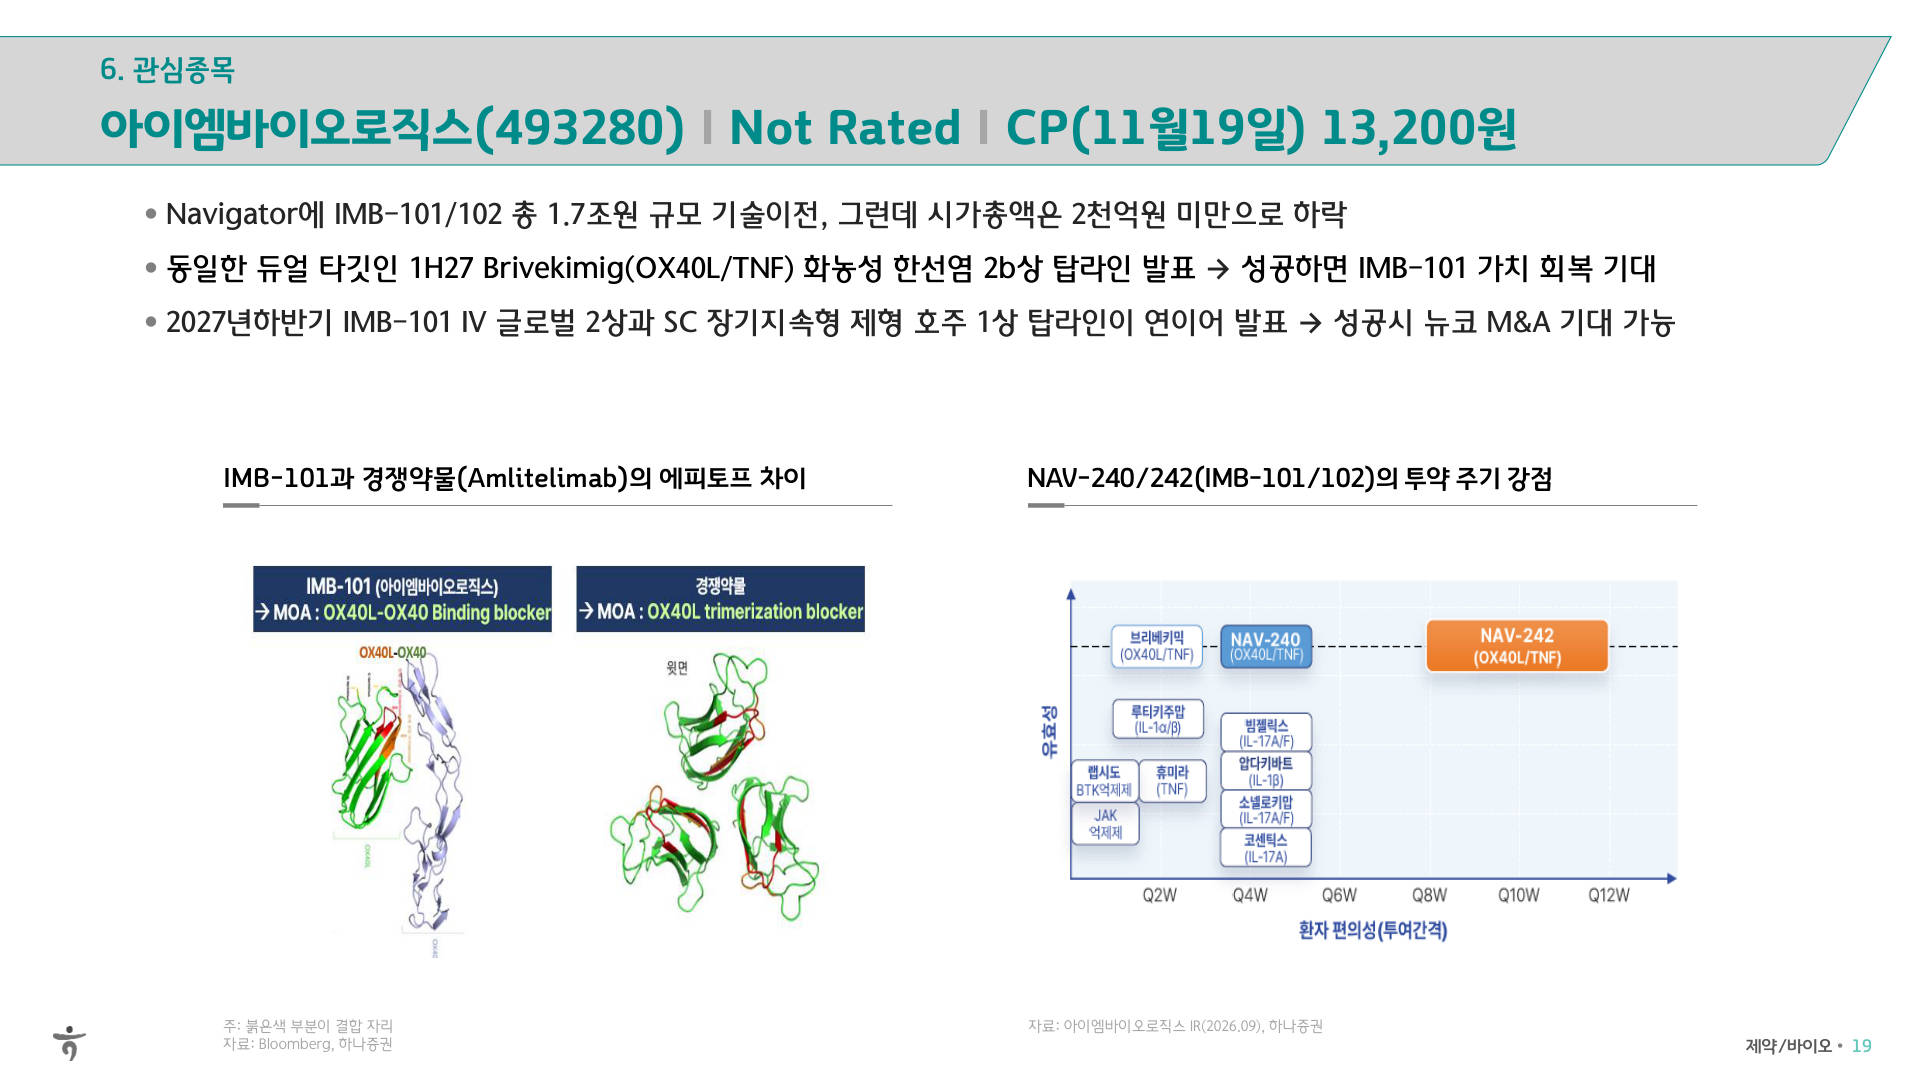 6. 관심종목
아이엠바이오로직스(493280) I Not Rated I CP(11월19일) 13,200원
• Navigator에 IMB-101/102 총 1.7조원 규모 기술이전, 그런데 시가총액은 2천억원 미만으로 하락
• 동일한 듀얼 타깃인 1H27 Brivekimig(OX40L/TNF) 화농성 한선염 2b상 탑라인 발표 → 성공하면 IMB-101 가치 회복 기대
• 2027년하반기 IMB-101 IV 글로벌 2상과 SC 장기지속형 제형 호주 1상 탑라인이 연이어 발표 → 성공시 뉴코 M&A 기대 가능
IMB-101과 경쟁약물(Amlitelimab)의 에피토프 차이
IMB-101 (아이엠바이오로직스)
→ MOA : OX40L-OX40 Binding blocker
경쟁약물
→ MOA : OX40L trimerization blocker
OX40L-OX40
윗면
OX40L
OX40
주: 붉은색 부분이 결합 자리
자료: Bloomberg, 하나증권
NAV-240/242(IMB-101/102)의 투약 주기 강점
유효성
브리베키믹
(OX40L/TNF)
NAV-240
(OX40L/TNF)
NAV-242
(OX40L/TNF)
루티키주맙
(IL-1α/β)
빔젤릭스
(IL-17A/F)
랩시도
BTK억제제
휴미라
(TNF)
압다키바트
(IL-1β)
JAK
억제제
소넬로키맙
(IL-17A/F)
코센틱스
(IL-17A)
Q2W Q4W Q6W Q8W Q10W Q12W
환자 편의성(투여간격)
자료: 아이엠바이오로직스 IR(2026.09), 하나증권
제약/바이오 • 19